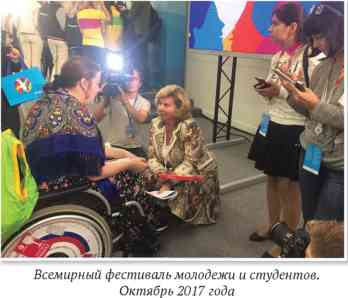 Всемирный фестиваль молодежи и студентов.
Октябрь 2017 года